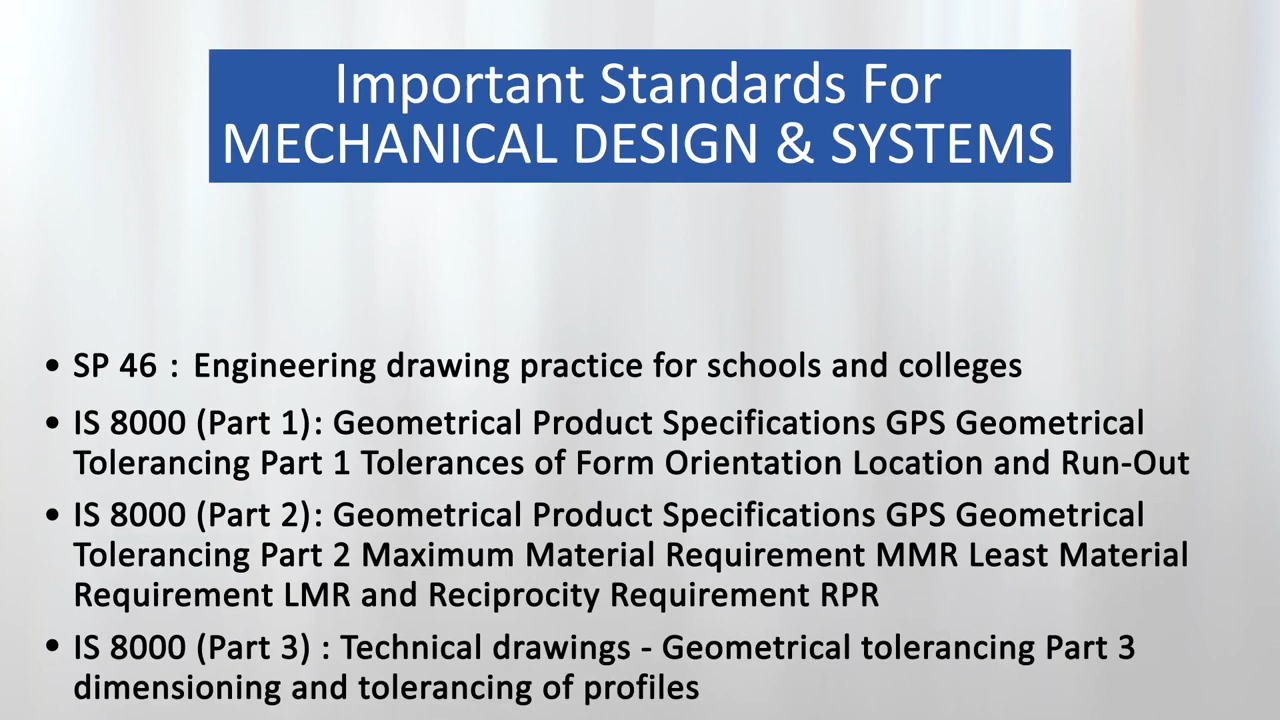 Important Standards For
MECHANICAL DESIGN & SYSTEMS
• SP 46 : Engineering drawing practice for schools and colleges
• IS 8000 (Part 1): Geometrical Product Specifications GPS Geometrical
Tolerancing Part 1 Tolerances of Form Orientation Location and Run-Out
• IS 8000 (Part 2): Geometrical Product Specifications GPS Geometrical
Tolerancing Part 2 Maximum Material Requirement MMR Least Material
Requirement LMR and Reciprocity Requirement RPR
• IS 8000 (Part 3) : Technical drawings - Geometrical tolerancing Part 3
dimensioning and tolerancing of profiles